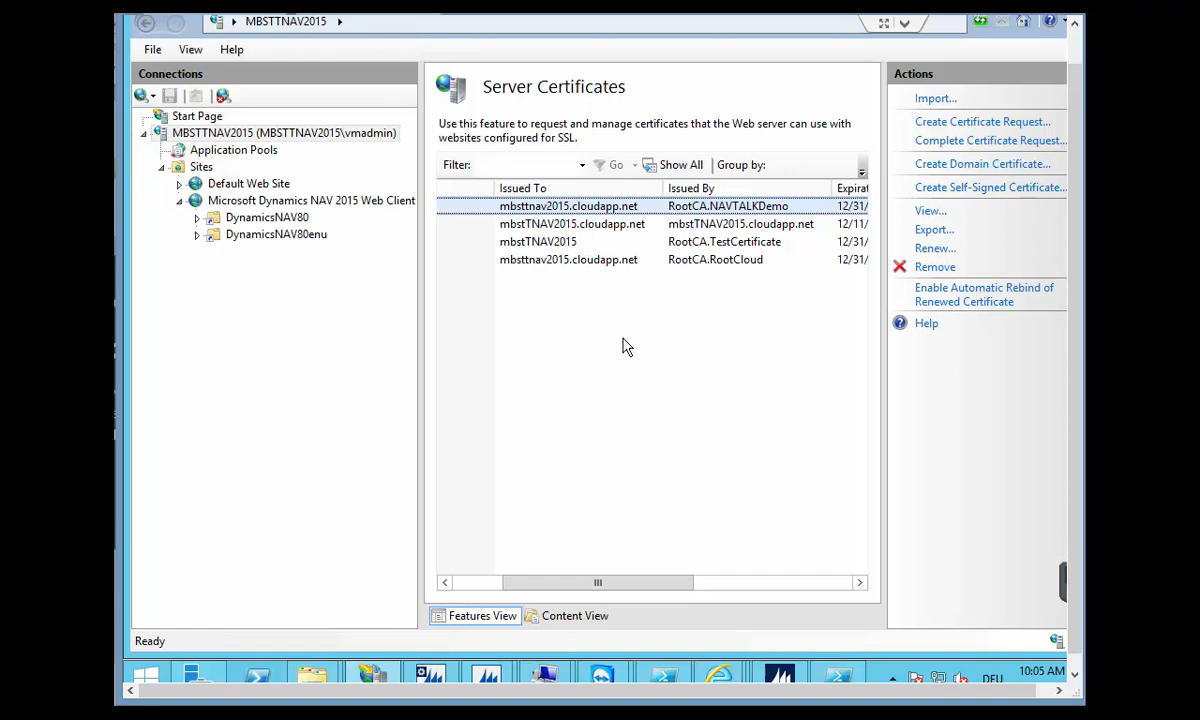 MBSTTNAV2015
File View Help
Connections
Start Page
MBSTTNAV2015 (MBSTTNAV2015\vmadmin)
Application Pools
Sites
Default Web Site
Microsoft Dynamics NAV 2015 Web Client
DynamicsNAV80
DynamicsNAV80enu
Server Certificates
Use this feature to request and manage certificates that the Web server can use with
websites configured for SSL.
Filter: Go Show All Group by:
Issued To Issued By Expirat
mbsttnav2015.cloudapp.net RootCA.NAVTALKDemo 12/31/
mbstTNAV2015.cloudapp.net mbstTNAV2015.cloudapp.net 12/11/
mbstTNAV2015 RootCA.TestCertificate 12/31/
mbsttnav2015.cloudapp.net RootCA.RootCloud 12/31/
Features View Content View
Actions
Import...
Create Certificate Request...
Complete Certificate Request...
Create Domain Certificate...
Create Self-Signed Certificate...
View...
Export...
Renew...
Remove
Enable Automatic Rebind of
Renewed Certificate
Help
Ready
DEU 10:05 AM